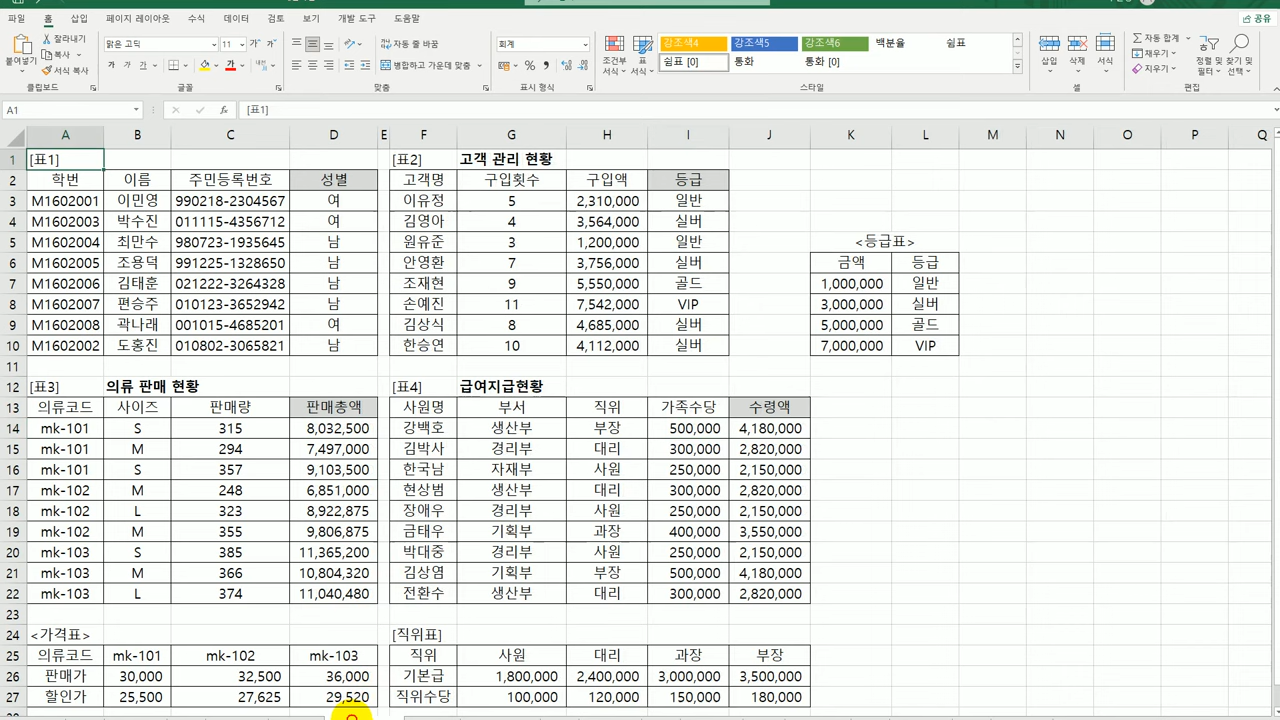 파일 홈 삽입 페이지 레이아웃 수식 데이터 검토 보기 개발 도구 도움말 공유
잘라내기 맑은 고딕 11 자동 줄 바꿈 회계 강조색4 강조색5 강조색6 백분율 쉼표 자동 합계
붙여넣기 복사 채우기
서식 복사 가 가 가 병합하고 가운데 맞춤 % 조건부 서식 표 서식 쉼표 [0] 통화 통화 [0] 삽입 삭제 서식 지우기 정렬 및 필터 찾기 및 선택
클립보드 글꼴 맞춤 표시 형식 스타일 셀 편집
A1 fx [표1]
A B C D E F G H I J K L M N O P Q
1 [표1] [표2] 고객 관리 현황
2 학번 이름 주민등록번호 성별 고객명 구입횟수 구입액 등급
3 M1602001 이민영 990218-2304567 여 이유정 5 2,310,000 일반
4 M1602003 박수진 011115-4356712 여 김영아 4 3,564,000 실버
5 M1602004 최만수 980723-1935645 남 원유준 3 1,200,000 일반 <등급표>
6 M1602005 조용덕 991225-1328650 남 안영환 7 3,756,000 실버 금액 등급
7 M1602006 김태훈 021222-3264328 남 조재현 9 5,550,000 골드 1,000,000 일반
8 M1602007 편승주 010123-3652942 남 손예진 11 7,542,000 VIP 3,000,000 실버
9 M1602008 곽나래 001015-4685201 여 김상식 8 4,685,000 실버 5,000,000 골드
10 M1602002 도홍진 010802-3065821 남 한승연 10 4,112,000 실버 7,000,000 VIP
11
12 [표3] 의류 판매 현황 [표4] 급여지급현황
13 의류코드 사이즈 판매량 판매총액 사원명 부서 직위 가족수당 수령액
14 mk-101 S 315 8,032,500 강백호 생산부 부장 500,000 4,180,000
15 mk-101 M 294 7,497,000 김박사 경리부 대리 300,000 2,820,000
16 mk-101 S 357 9,103,500 한국남 자재부 사원 250,000 2,150,000
17 mk-102 M 248 6,851,000 현상범 생산부 대리 300,000 2,820,000
18 mk-102 L 323 8,922,875 장애우 경리부 사원 250,000 2,150,000
19 mk-102 M 355 9,806,875 금태우 기획부 과장 400,000 3,550,000
20 mk-103 S 385 11,365,200 박대중 경리부 사원 250,000 2,150,000
21 mk-103 M 366 10,804,320 김상염 기획부 부장 500,000 4,180,000
22 mk-103 L 374 11,040,480 전환수 생산부 대리 300,000 2,820,000
23
24 <가격표> [직위표]
25 의류코드 mk-101 mk-102 mk-103 직위 사원 대리 과장 부장
26 판매가 30,000 32,500 36,000 기본급 1,800,000 2,400,000 3,000,000 3,500,000
27 할인가 25,500 27,625 29,520 직위수당 100,000 120,000 150,000 180,000